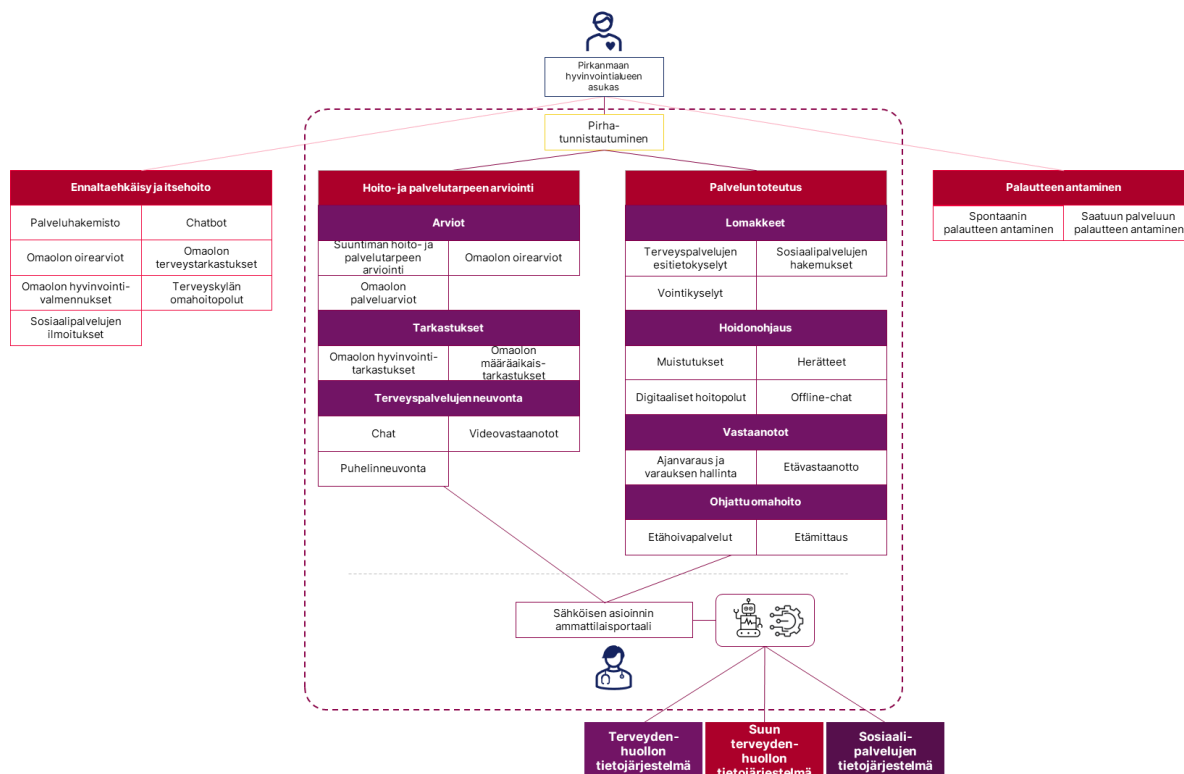 Pirkanmaan
hyvinvointialueen
asukas
Pirha-
tunnistautuminen
Ennaltaehkäisy ja itsehoito
Palveluhakemisto
Chatbot
Omaolon oirearviot
Omaolon
terveystarkastukset
Omaolon hyvinvointi-
valmennukset
Terveyskylän
omahoitopolut
Sosiaalipalvelujen
ilmoitukset
Hoito- ja palvelutarpeen arviointi
Arviot
Suuntiman hoito- ja
palvelutarpeen
arviointi
Omaolon oirearviot
Omaolon
palveluarviot
Tarkastukset
Omaolon hyvinvointi-
tarkastukset
Omaolon
määräaikais-
tarkastukset
Terveyspalvelujen neuvonta
Chat
Videovastaanotot
Puhelinneuvonta
Palvelun toteutus
Lomakkeet
Terveyspalvelujen
esitietokyselyt
Sosiaalipalvelujen
hakemukset
Vointikyselyt
Hoidonohjaus
Muistutukset
Herätteet
Digitaaliset hoitopolut
Offline-chat
Vastaanotot
Ajanvaraus ja
varauksen hallinta
Etävastaanotto
Ohjattu omahoito
Etähoivapalvelut
Etämittaus
Palautteen antaminen
Spontaanin
palautteen antaminen
Saatuun palveluun
palautteen antaminen
Sähköisen asioinnin
ammattilaisportaali
Terveyden-
huollon
tietojärjestelmä
Suun
terveyden-
huollon
tietojärjestelmä
Sosiaali-
palvelujen
tietojärjestelmä